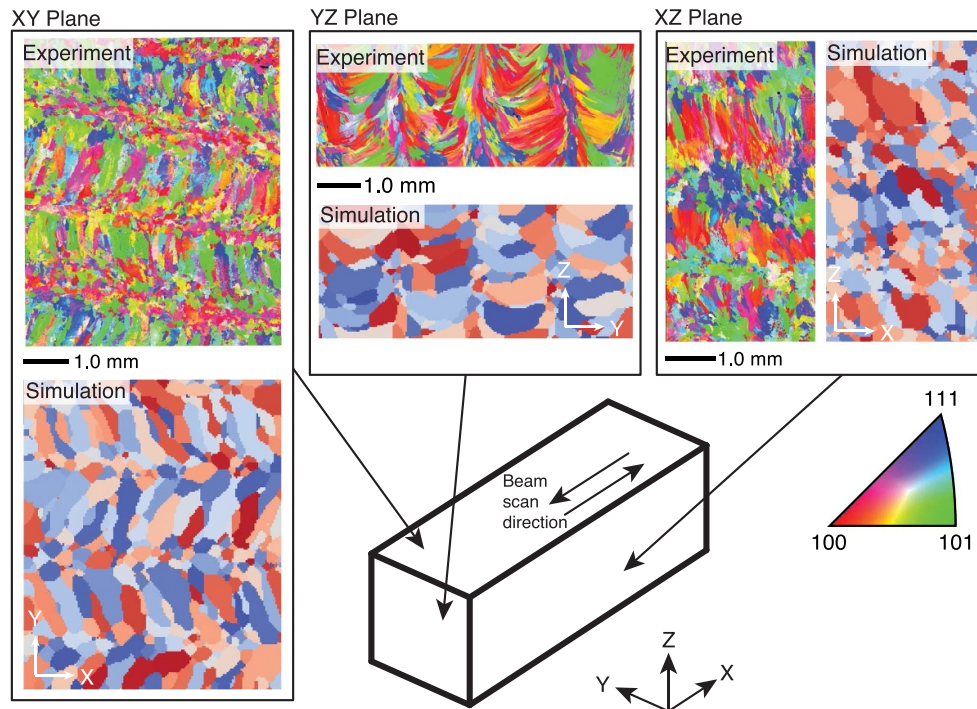 XY Plane
Experiment
1.0 mm
Simulation
Y
X
YZ Plane
Experiment
1.0 mm
Simulation
Z
Y
XZ Plane
Experiment
Simulation
Z
X
1.0 mm
Beam
scan
direction
111
100
101
Z
Y
X